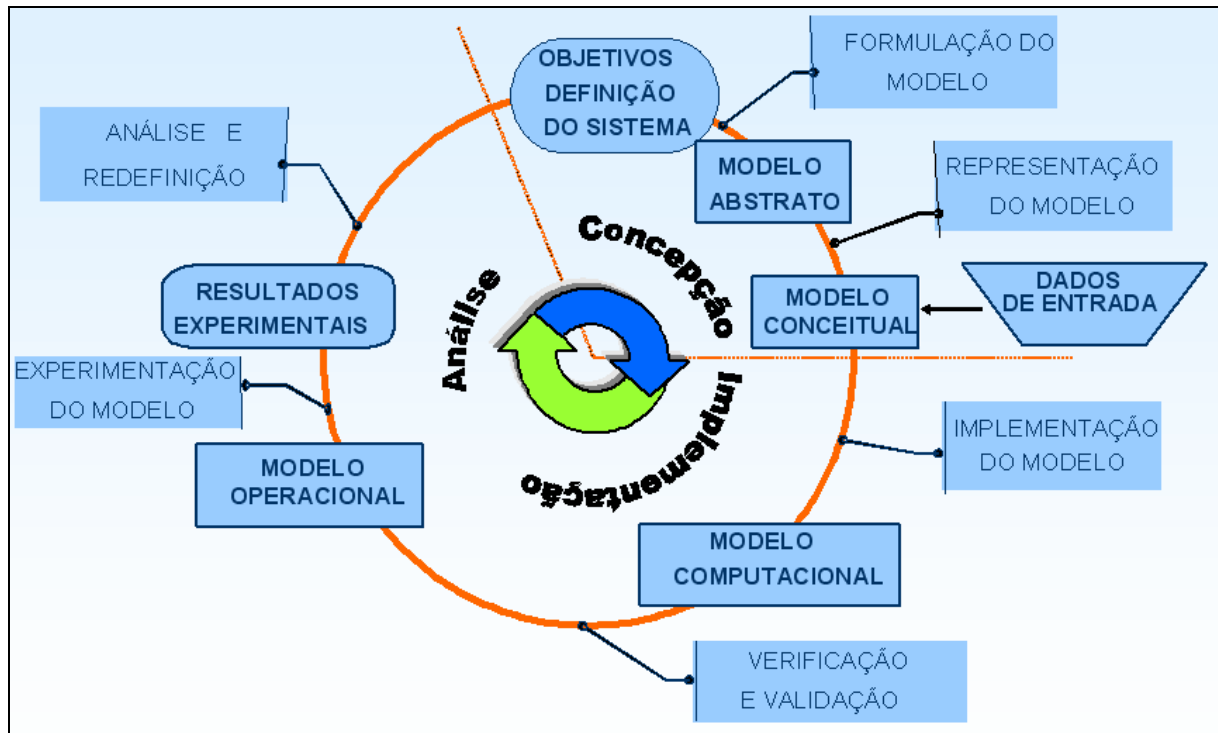 OBJETIVOS
DEFINIÇÃO
DO SISTEMA
FORMULAÇÃO DO
MODELO
MODELO
ABSTRATO
REPRESENTAÇÃO
DO MODELO
MODELO
CONCEITUAL
DADOS
DE ENTRADA
IMPLEMENTAÇÃO
DO MODELO
MODELO
COMPUTACIONAL
VERIFICAÇÃO
E VALIDAÇÃO
MODELO
OPERACIONAL
EXPERIMENTAÇÃO
DO MODELO
RESULTADOS
EXPERIMENTAIS
ANÁLISE E
REDEFINIÇÃO
Concepção
Implementação
Análise